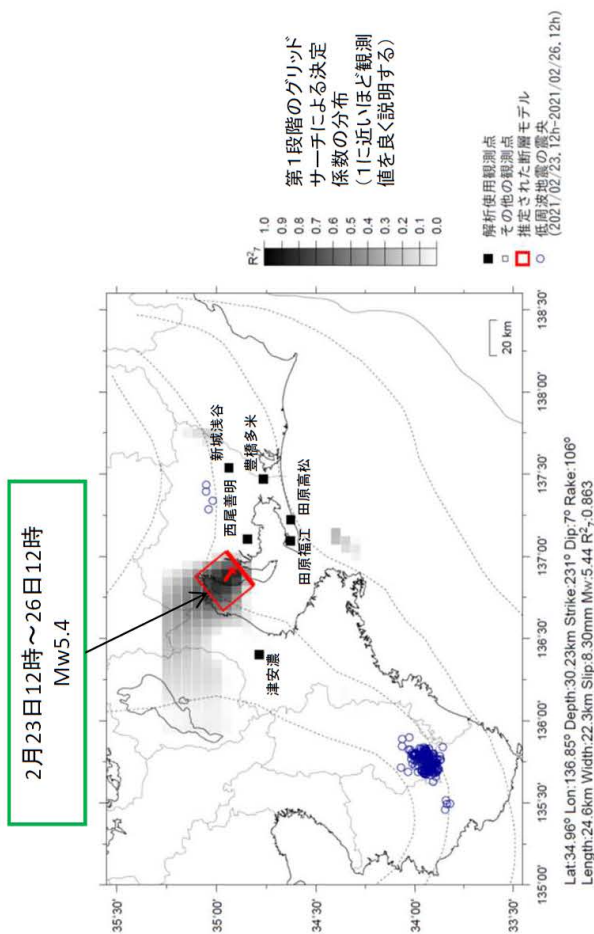 2月23日12時～26日12時
Mw5.4
35°30'
35°00'
34°30'
34°00'
33°30'
135°00'
135°30'
136°00'
136°30'
137°00'
137°30'
138°00'
138°30'
新城浅谷
西尾善明
豊橋多米
田原高松
田原福江
津安濃
20 km
Lat:34.96° Lon:136.85° Depth:30.23km Strike:231° Dip:7° Rake:106°
Length:24.6km Width:22.3km Slip:8.30mm Mw:5.44 R²₇:0.863
R²₇
1.0
0.9
0.8
0.7
0.6
0.5
0.4
0.3
0.2
0.1
0.0
第1段階のグリッド
サーチによる決定
係数の分布
(1に近いほど観測
値を良く説明する)
解析使用観測点
その他の観測点
推定された断層モデル
低周波地震の震央
(2021/02/23, 12h-2021/02/26, 12h)